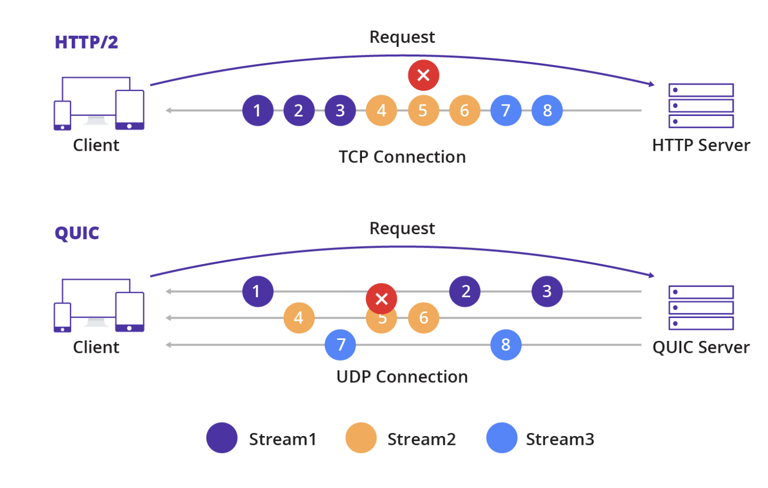 HTTP/2
Request
1 2 3 4 5 6 7 8
Client
TCP Connection
HTTP Server
QUIC
Request
1 2 3
4 5 6
7 8
Client
QUIC Server
UDP Connection
Stream1
Stream2
Stream3